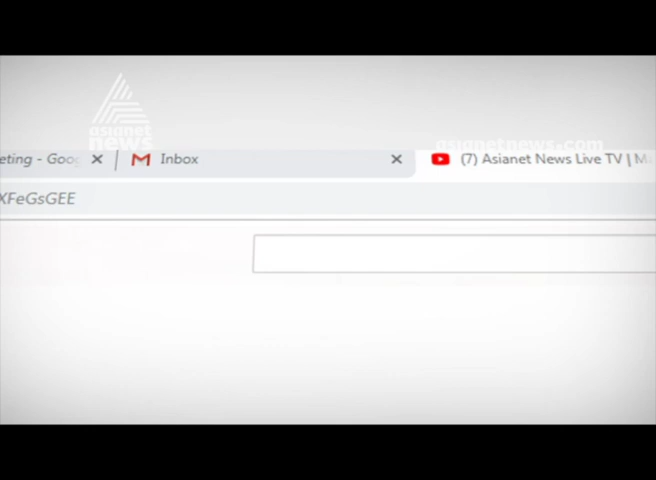 asianet
news
asianetnews.com
eting - Goog
Inbox
(7) Asianet News Live TV | M
XFeGsGEE